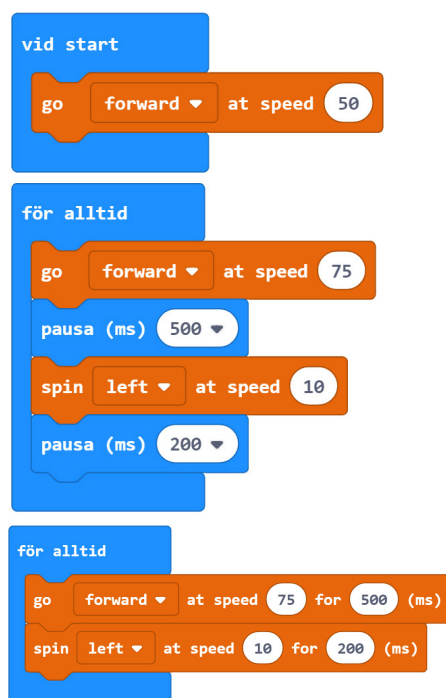 vid start
go forward at speed 50
för alltid
go forward at speed 75
pausa (ms) 500
spin left at speed 10
pausa (ms) 200
för alltid
go forward at speed 75 for 500 (ms)
spin left at speed 10 for 200 (ms)